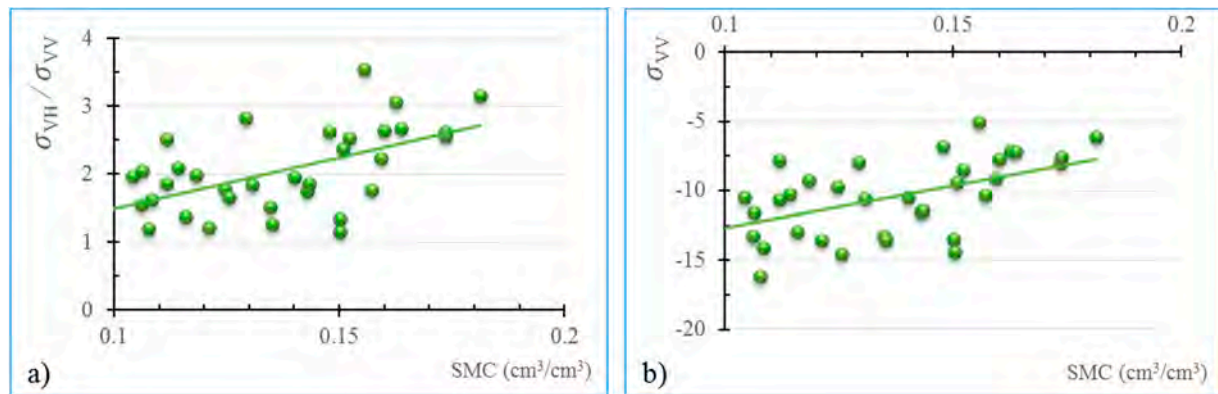 σVH / σVV
4
3
2
1
0
0.1
0.15
0.2
SMC (cm³/cm³)
a)
0.1
0.15
0.2
σVV
0
-5
-10
-15
-20
SMC (cm³/cm³)
b)